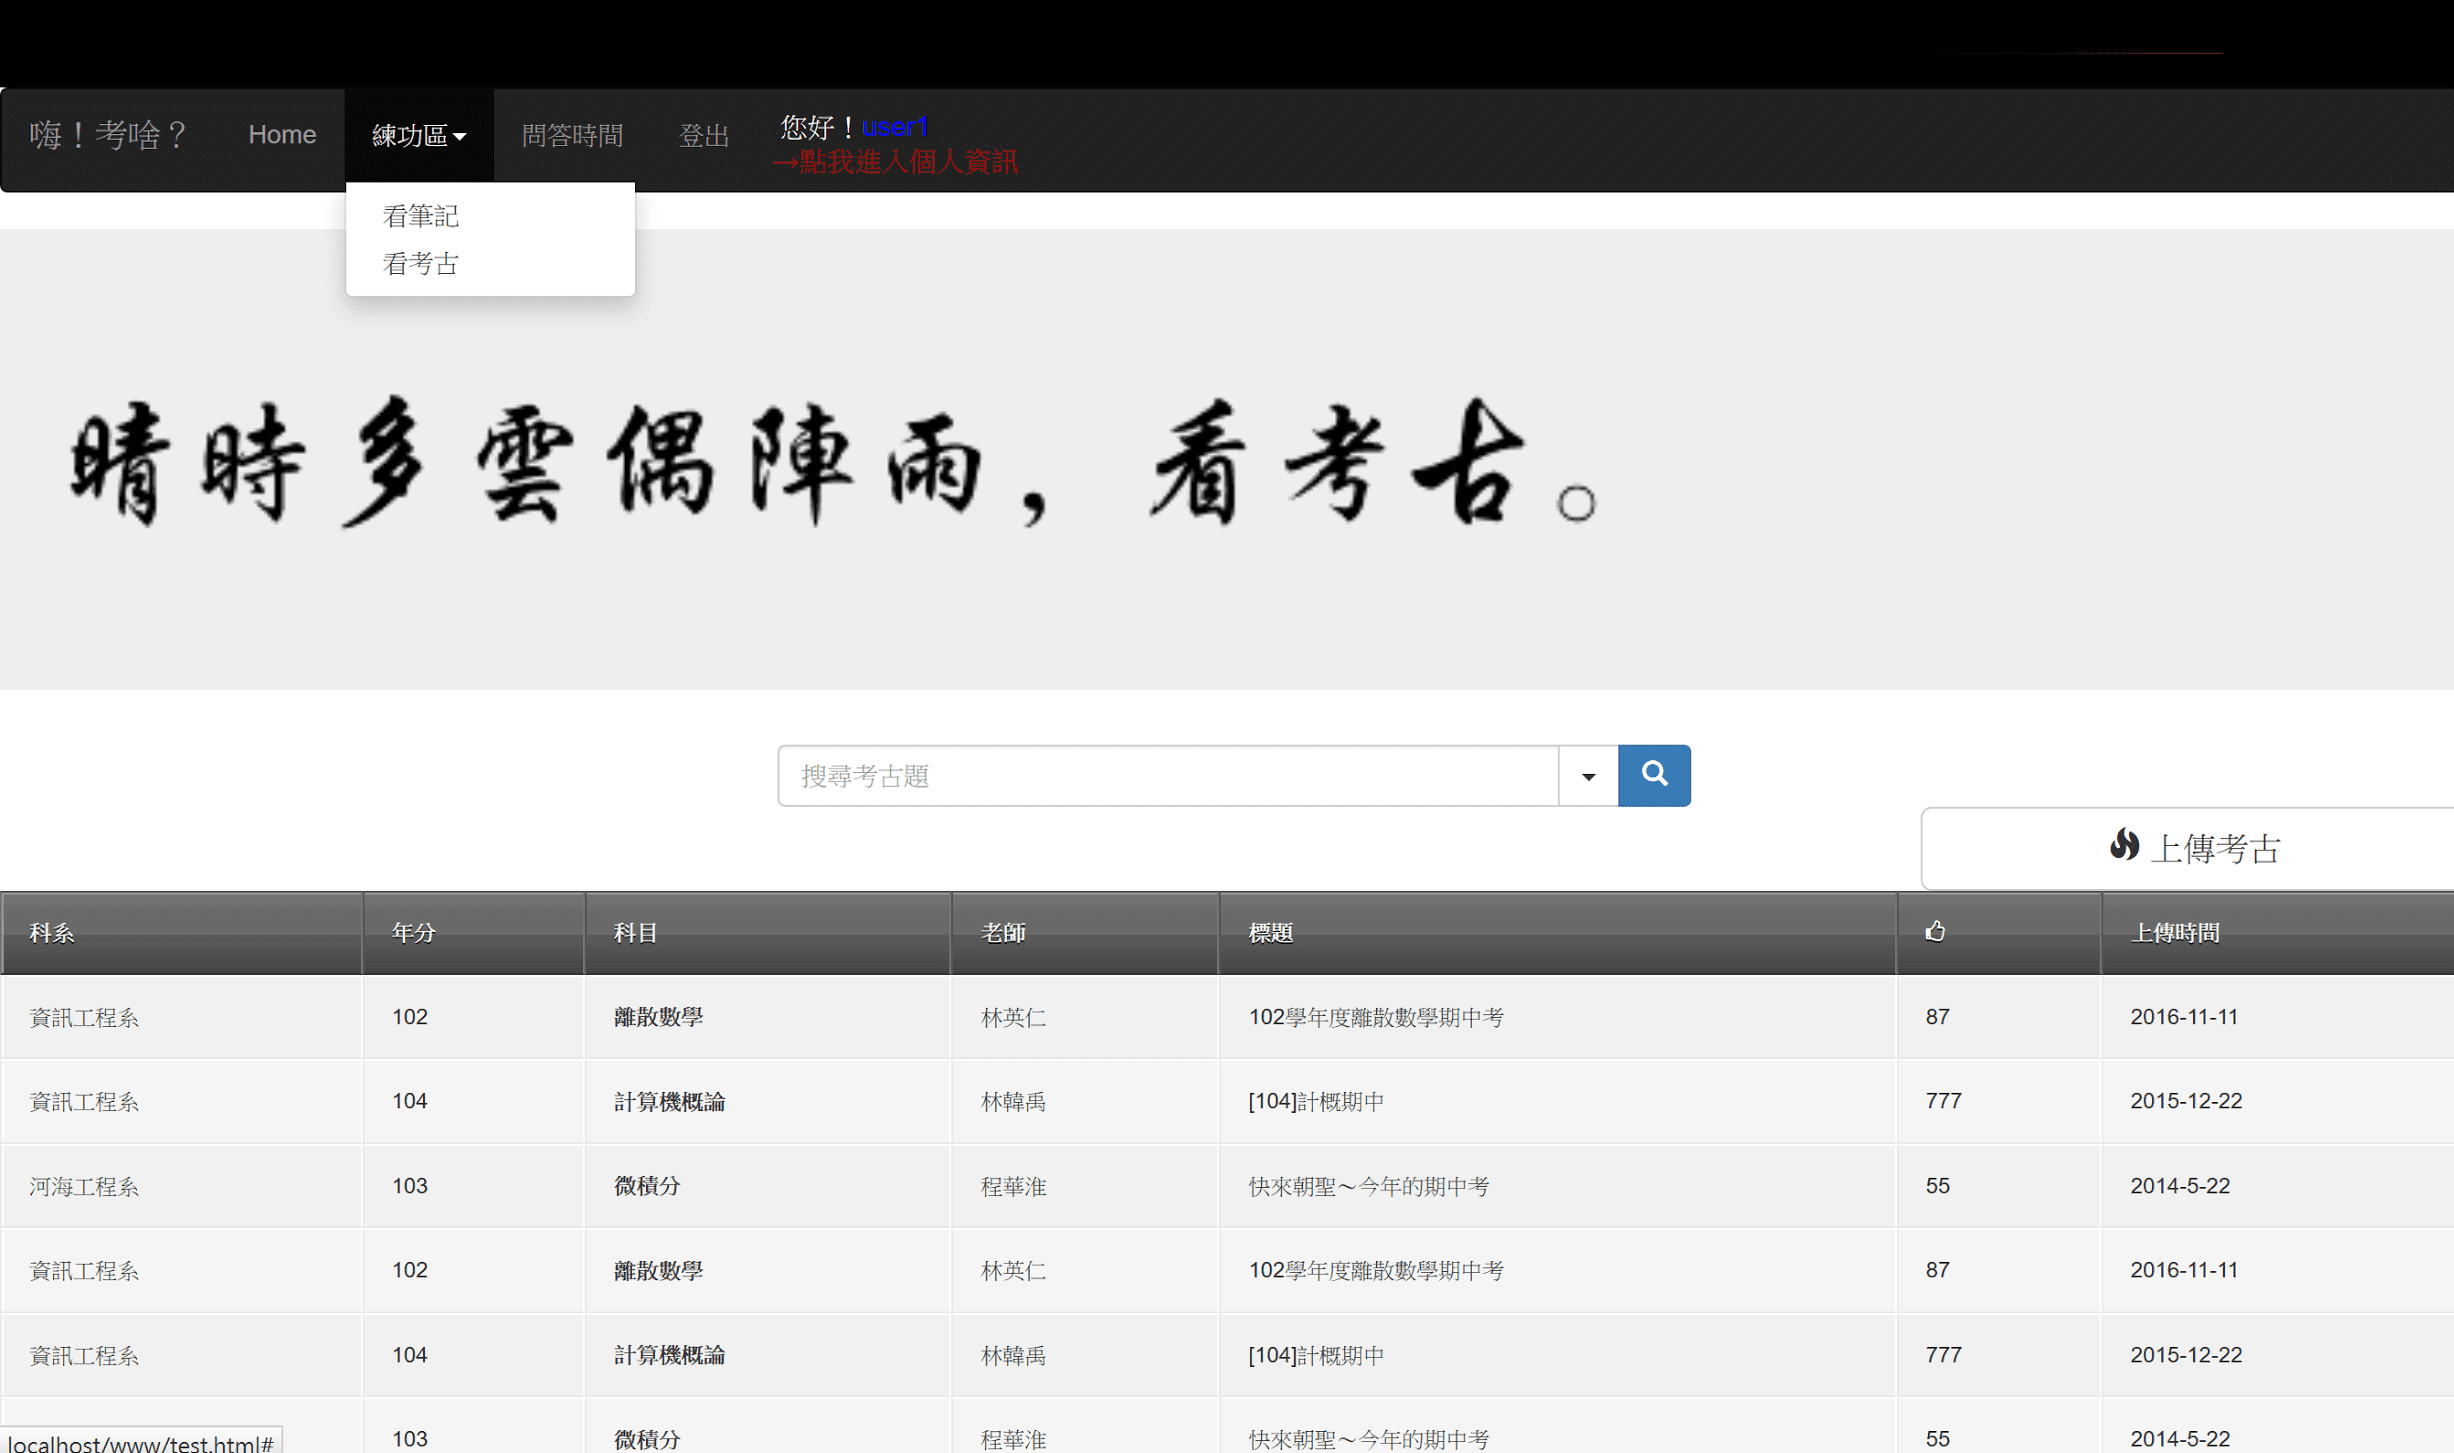 嗨！考啥？ Home 練功區 問答時間 登出 您好！user1
→點我進入個人資訊
看筆記
看考古
晴時多雲偶陣雨，看考古。
搜尋考古題
上傳考古
科系 年分 科目 老師 標題 上傳時間
資訊工程系 102 離散數學 林英仁 102學年度離散數學期中考 87 2016-11-11
資訊工程系 104 計算機概論 林韓禹 [104]計概期中 777 2015-12-22
河海工程系 103 微積分 程華淮 快來朝聖～今年的期中考 55 2014-5-22
資訊工程系 102 離散數學 林英仁 102學年度離散數學期中考 87 2016-11-11
資訊工程系 104 計算機概論 林韓禹 [104]計概期中 777 2015-12-22
103 微積分 程華淮 快來朝聖～今年的期中考 55 2014-5-22
localhost/www/test.html#